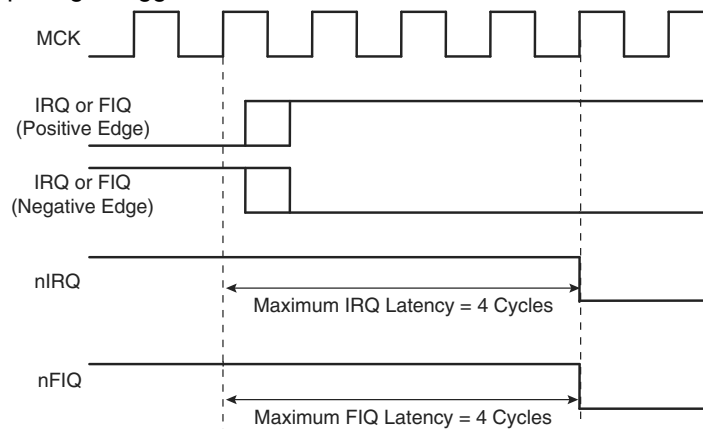 MCK
IRQ or FIQ
(Positive Edge)
IRQ or FIQ
(Negative Edge)
nIRQ
Maximum IRQ Latency = 4 Cycles
nFIQ
Maximum FIQ Latency = 4 Cycles